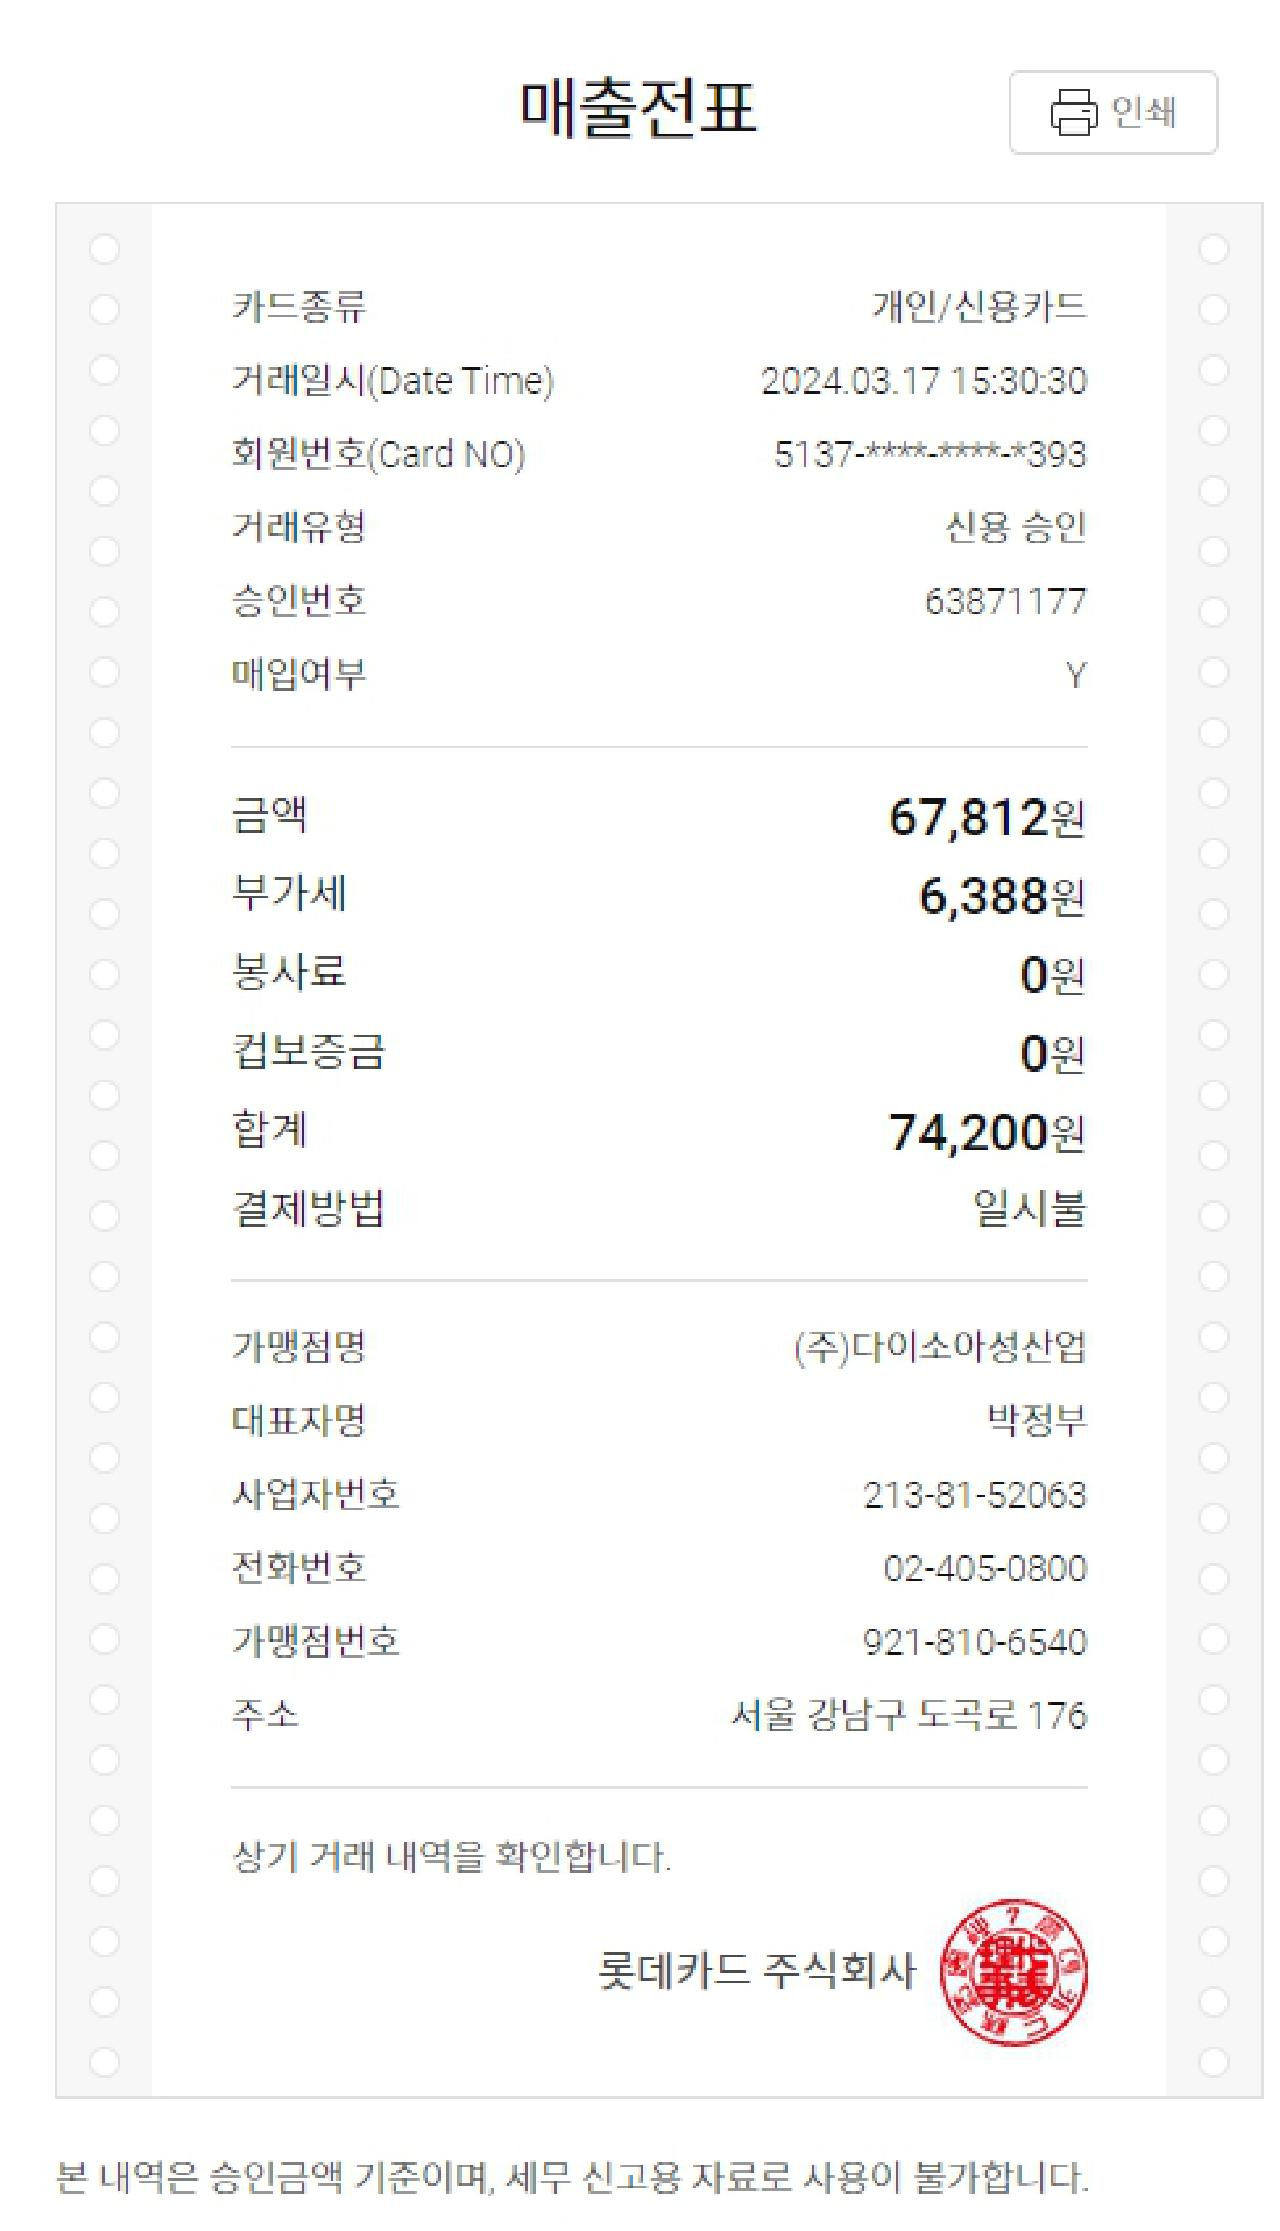 매출전표
인쇄
카드종류 개인/신용카드
거래일시(Date Time) 2024.03.17 15:30:30
회원번호(Card NO) 5137-****-****-*393
거래유형 신용 승인
승인번호 63871177
매입여부 Y
금액 67,812원
부가세 6,388원
봉사료 0원
컵보증금 0원
합계 74,200원
결제방법 일시불
가맹점명 (주)다이소아성산업
대표자명 박정부
사업자번호 213-81-52063
전화번호 02-405-0800
가맹점번호 921-810-6540
주소 서울 강남구 도곡로 176
상기 거래 내역을 확인합니다.
롯데카드 주식회사
본 내역은 승인금액 기준이며, 세무 신고용 자료로 사용이 불가합니다.